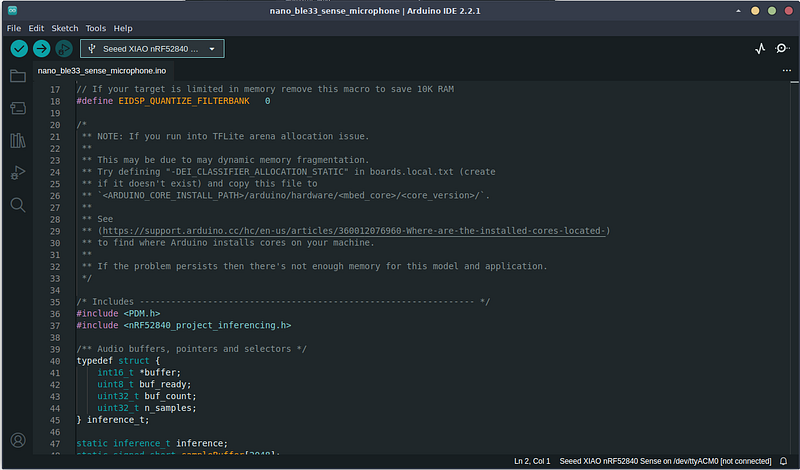 nano_ble33_sense_microphone | Arduino IDE 2.2.1
File Edit Sketch Tools Help
Seeed XIAO nRF52840 ...
nano_ble33_sense_microphone.ino
17 // If your target is limited in memory remove this macro to save 10K RAM
18 #define EIDSP_QUANTIZE_FILTERBANK 0
19
20 /*
21 ** NOTE: If you run into TFLite arena allocation issue.
22 **
23 ** This may be due to may dynamic memory fragmentation.
24 ** Try defining "-DEI_CLASSIFIER_ALLOCATION_STATIC" in boards.local.txt (create
25 ** if it doesn't exist) and copy this file to
26 ** `<ARDUINO_CORE_INSTALL_PATH>/arduino/hardware/<mbed_core>/<core_version>/`.
27 **
28 ** See
29 ** (https://support.arduino.cc/hc/en-us/articles/360012076960-Where-are-the-installed-cores-located-)
30 ** to find where Arduino installs cores on your machine.
31 **
32 ** If the problem persists then there's not enough memory for this model and application.
33 */
34
35 /* Includes ---------------------------------------------------------------- */
36 #include <PDM.h>
37 #include <nRF52840_project_inferencing.h>
38
39 /** Audio buffers, pointers and selectors */
40 typedef struct {
41 int16_t *buffer;
42 uint8_t buf_ready;
43 uint32_t buf_count;
44 uint32_t n_samples;
45 } inference_t;
46
47 static inference_t inference;
48 static signed short sampleBuffer[2048];
Ln 2, Col 1 Seeed XIAO nRF52840 Sense on /dev/ttyACM0 [not connected]